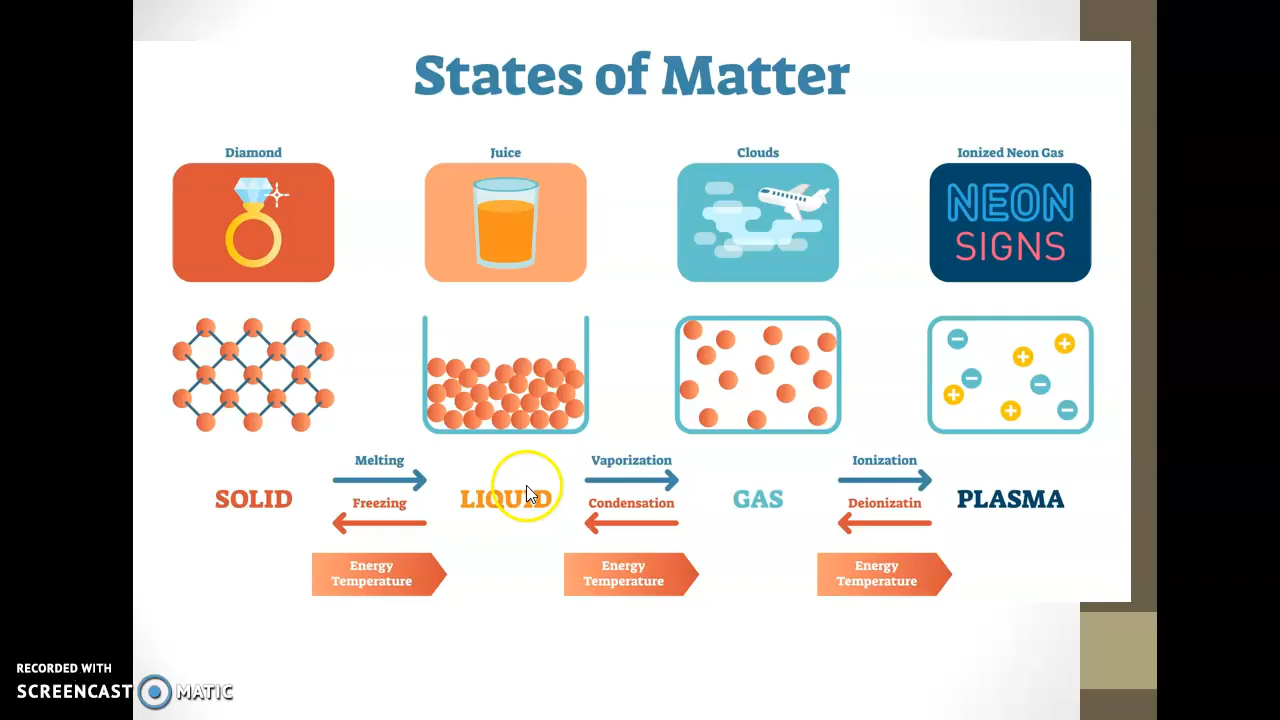 States of Matter
Diamond
Juice
Clouds
Ionized Neon Gas
NEON
SIGNS
Melting
Vaporization
Ionization
SOLID
Freezing
LIQUID
Condensation
GAS
Deionizatin
PLASMA
Energy
Temperature
Energy
Temperature
Energy
Temperature
RECORDED WITH
SCREENCAST MATIC